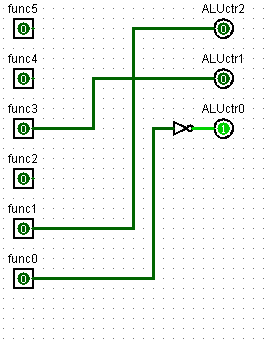 func5 ALUctr2
0 0
func4 ALUctr1
0 0
func3 ALUctr0
0 1
func2
0
func1
0
func0
0